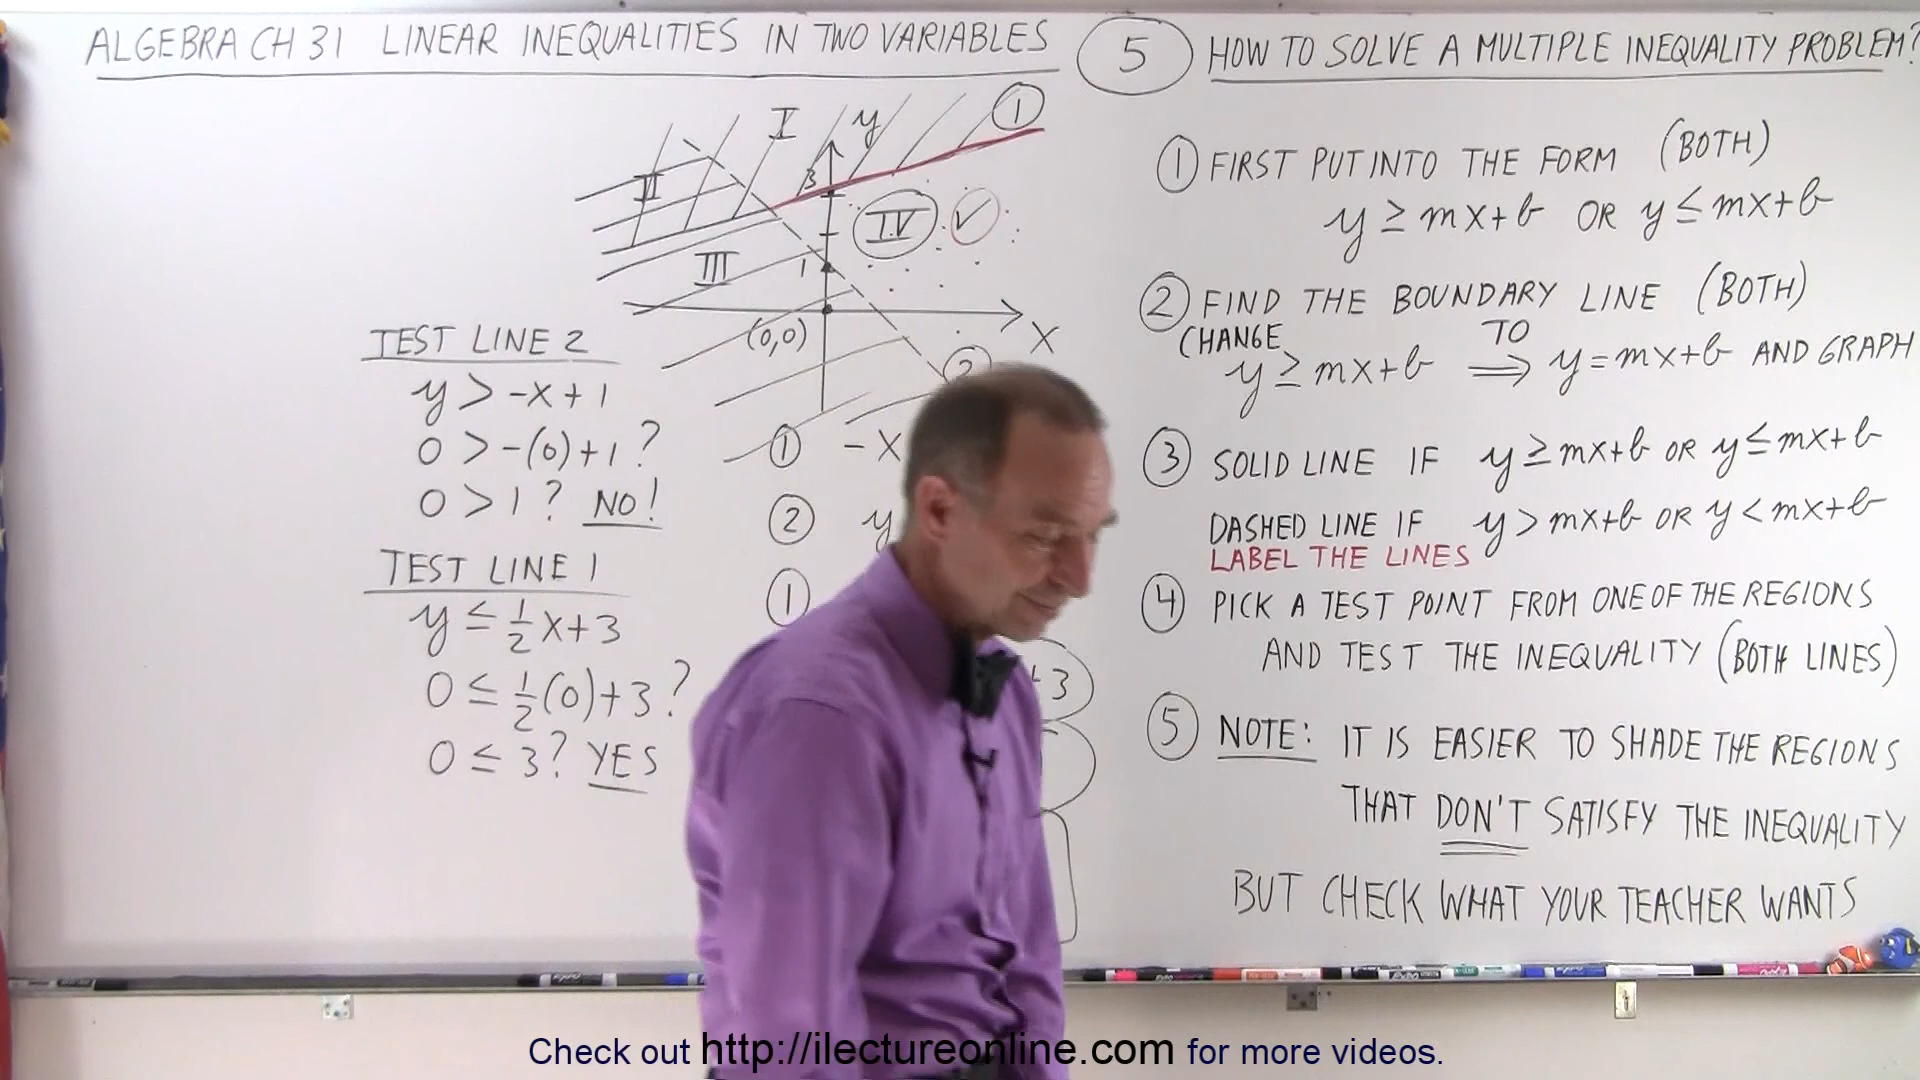 ALGEBRA CH 31 LINEAR INEQUALITIES IN TWO VARIABLES
I
y
1
II
3
IV ✓
III
1
(0,0)
X
2
TEST LINE 2
y > -x + 1
0 > -(0) + 1 ?
0 > 1 ? NO!
TEST LINE 1
y ≤ 1/2 x + 3
0 ≤ 1/2 (0) + 3 ?
0 ≤ 3 ? YES
① -x
② y
①
+3
⑤ HOW TO SOLVE A MULTIPLE INEQUALITY PROBLEM?
① FIRST PUT INTO THE FORM (BOTH)
y ≥ mx+b OR y ≤ mx+b
② FIND THE BOUNDARY LINE (BOTH)
CHANGE TO
y ≥ mx+b ⇒ y = mx+b AND GRAPH
③ SOLID LINE IF y ≥ mx+b OR y ≤ mx+b
DASHED LINE IF y > mx+b OR y < mx+b
LABEL THE LINES
④ PICK A TEST POINT FROM ONE OF THE REGIONS
AND TEST THE INEQUALITY (BOTH LINES)
⑤ NOTE: IT IS EASIER TO SHADE THE REGIONS
THAT DON'T SATISFY THE INEQUALITY
BUT CHECK WHAT YOUR TEACHER WANTS
Check out http://ilectureonline.com for more videos.